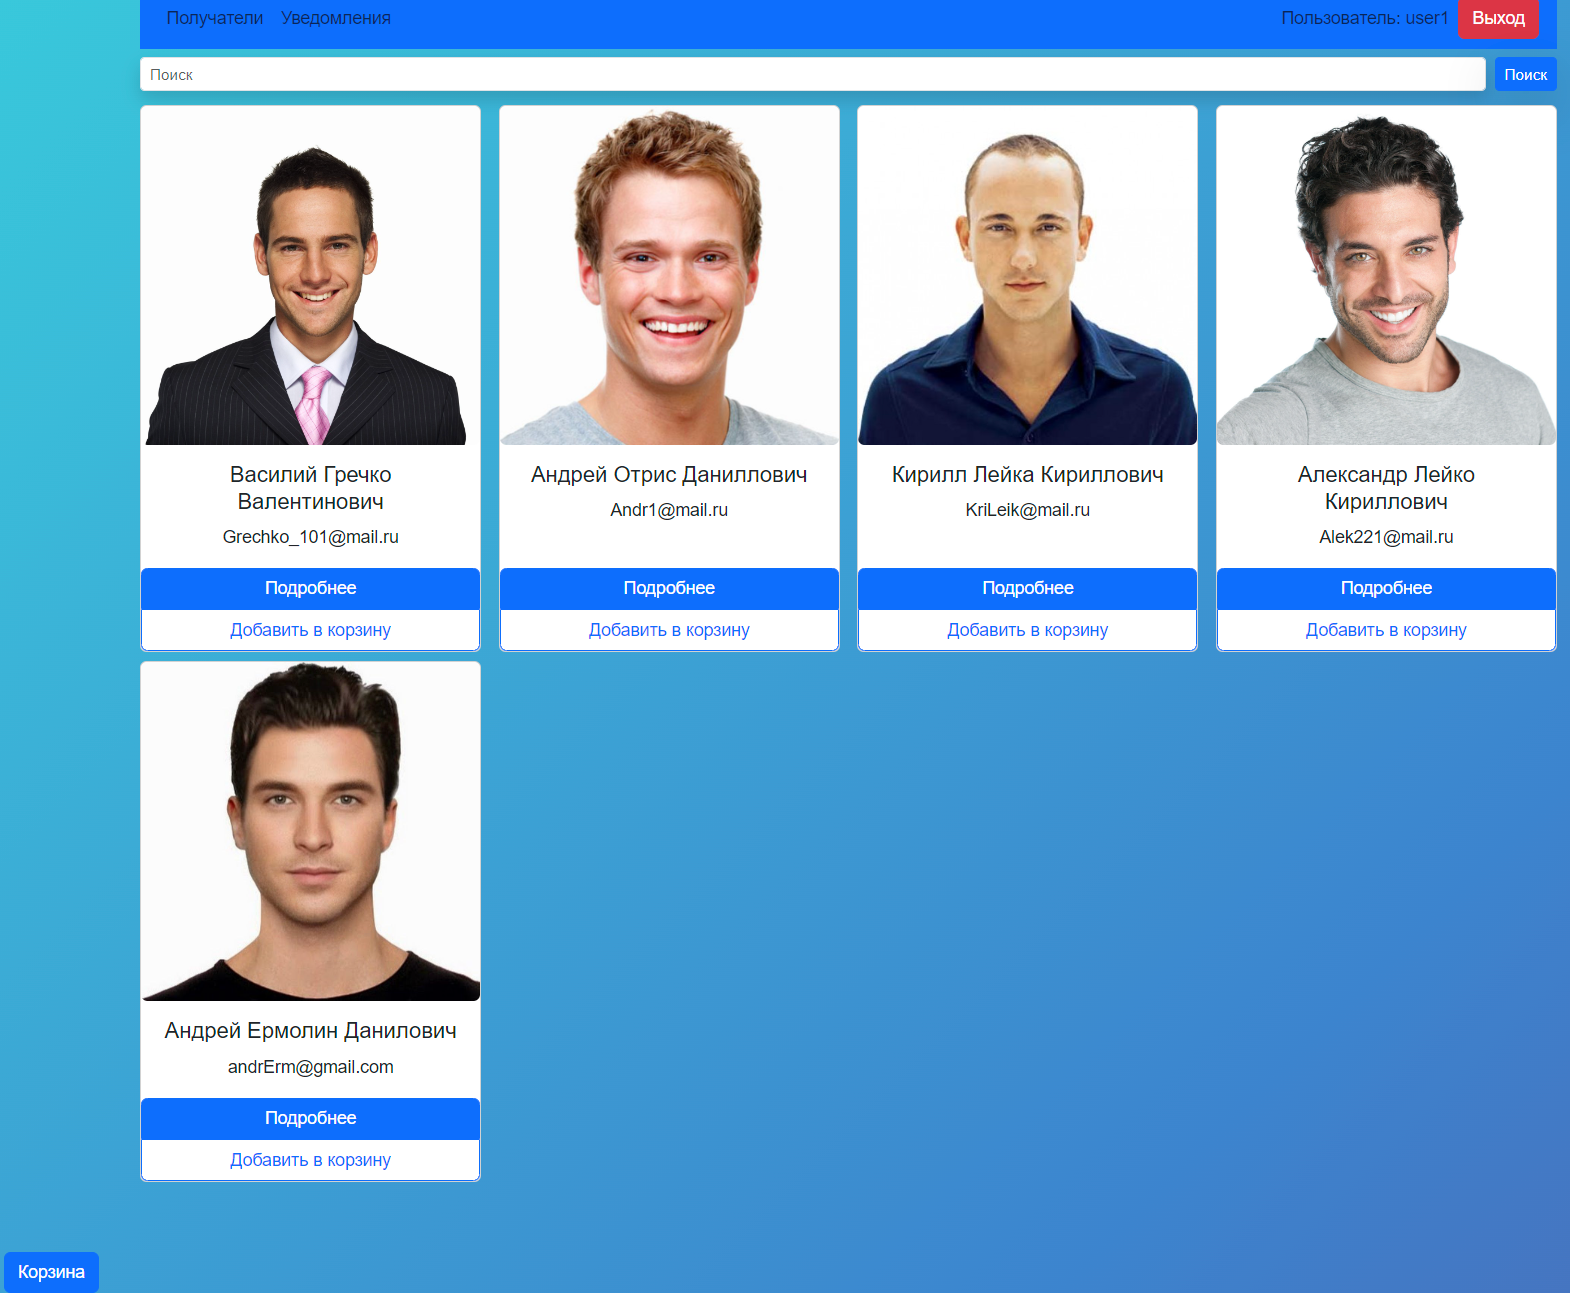 Получатели Уведомления Пользователь: user1 Выход
Поиск Поиск
Василий Гречко
Валентинович
Grechko_101@mail.ru
Подробнее
Добавить в корзину
Андрей Отрис Даниллович
Andr1@mail.ru
Подробнее
Добавить в корзину
Кирилл Лейка Кириллович
KriLeik@mail.ru
Подробнее
Добавить в корзину
Александр Лейко
Кириллович
Alek221@mail.ru
Подробнее
Добавить в корзину
Андрей Ермолин Данилович
andrErm@gmail.com
Подробнее
Добавить в корзину
Корзина